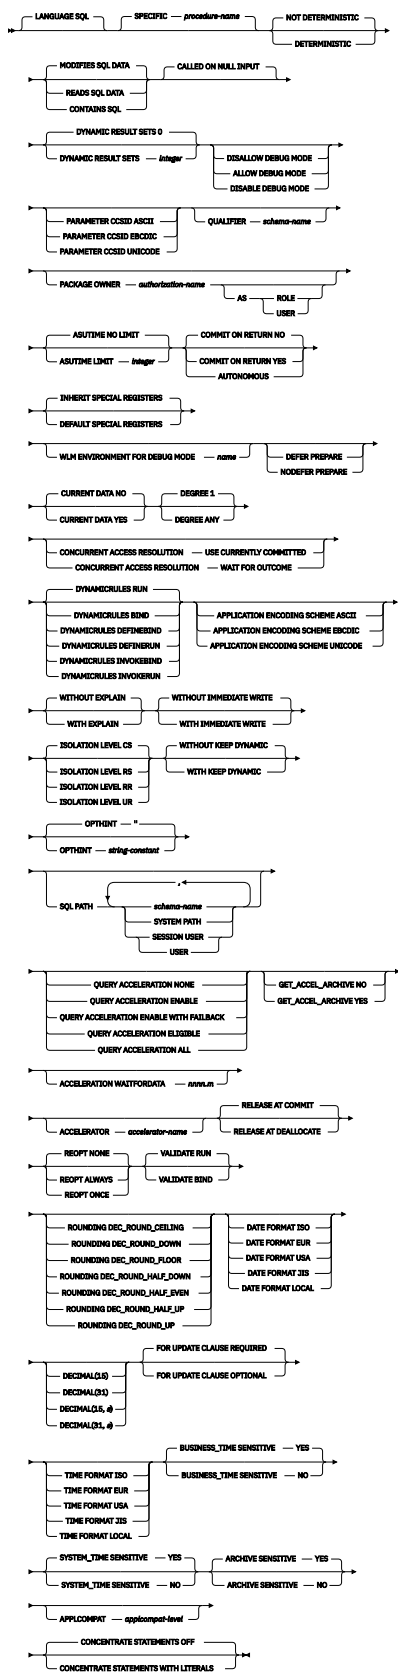 LANGUAGE SQL SPECIFIC procedure-name NOT DETERMINISTIC
DETERMINISTIC
MODIFIES SQL DATA CALLED ON NULL INPUT
READS SQL DATA
CONTAINS SQL
DYNAMIC RESULT SETS 0
DYNAMIC RESULT SETS integer DISALLOW DEBUG MODE
ALLOW DEBUG MODE
DISABLE DEBUG MODE
PARAMETER CCSID ASCII QUALIFIER schema-name
PARAMETER CCSID EBCDIC
PARAMETER CCSID UNICODE
PACKAGE OWNER authorization-name
AS ROLE
USER
ASUTIME NO LIMIT COMMIT ON RETURN NO
ASUTIME LIMIT integer COMMIT ON RETURN YES
AUTONOMOUS
INHERIT SPECIAL REGISTERS
DEFAULT SPECIAL REGISTERS
WLM ENVIRONMENT FOR DEBUG MODE name DEFER PREPARE
NODEFER PREPARE
CURRENT DATA NO DEGREE 1
CURRENT DATA YES DEGREE ANY
CONCURRENT ACCESS RESOLUTION USE CURRENTLY COMMITTED
CONCURRENT ACCESS RESOLUTION WAIT FOR OUTCOME
DYNAMICRULES RUN
DYNAMICRULES BIND APPLICATION ENCODING SCHEME ASCII
DYNAMICRULES DEFINEBIND APPLICATION ENCODING SCHEME EBCDIC
DYNAMICRULES DEFINERUN APPLICATION ENCODING SCHEME UNICODE
DYNAMICRULES INVOKEBIND
DYNAMICRULES INVOKERUN
WITHOUT EXPLAIN WITHOUT IMMEDIATE WRITE
WITH EXPLAIN WITH IMMEDIATE WRITE
ISOLATION LEVEL CS WITHOUT KEEP DYNAMIC
ISOLATION LEVEL RS WITH KEEP DYNAMIC
ISOLATION LEVEL RR
ISOLATION LEVEL UR
OPTHINT ''
OPTHINT string-constant
,
SQL PATH schema-name
SYSTEM PATH
SESSION USER
USER
QUERY ACCELERATION NONE GET_ACCEL_ARCHIVE NO
QUERY ACCELERATION ENABLE GET_ACCEL_ARCHIVE YES
QUERY ACCELERATION ENABLE WITH FAILBACK
QUERY ACCELERATION ELIGIBLE
QUERY ACCELERATION ALL
ACCELERATION WAITFORDATA nnnn.m
RELEASE AT COMMIT
ACCELERATOR accelerator-name RELEASE AT DEALLOCATE
REOPT NONE VALIDATE RUN
REOPT ALWAYS VALIDATE BIND
REOPT ONCE
ROUNDING DEC_ROUND_CEILING DATE FORMAT ISO
ROUNDING DEC_ROUND_DOWN DATE FORMAT EUR
ROUNDING DEC_ROUND_FLOOR DATE FORMAT USA
ROUNDING DEC_ROUND_HALF_DOWN DATE FORMAT JIS
ROUNDING DEC_ROUND_HALF_EVEN DATE FORMAT LOCAL
ROUNDING DEC_ROUND_HALF_UP
ROUNDING DEC_ROUND_UP
FOR UPDATE CLAUSE REQUIRED
DECIMAL(15) FOR UPDATE CLAUSE OPTIONAL
DECIMAL(31)
DECIMAL(15, s)
DECIMAL(31, s)
BUSINESS_TIME SENSITIVE YES
TIME FORMAT ISO BUSINESS_TIME SENSITIVE NO
TIME FORMAT EUR
TIME FORMAT USA
TIME FORMAT JIS
TIME FORMAT LOCAL
SYSTEM_TIME SENSITIVE YES ARCHIVE SENSITIVE YES
SYSTEM_TIME SENSITIVE NO ARCHIVE SENSITIVE NO
APPLCOMPAT applcompat-level
CONCENTRATE STATEMENTS OFF
CONCENTRATE STATEMENTS WITH LITERALS